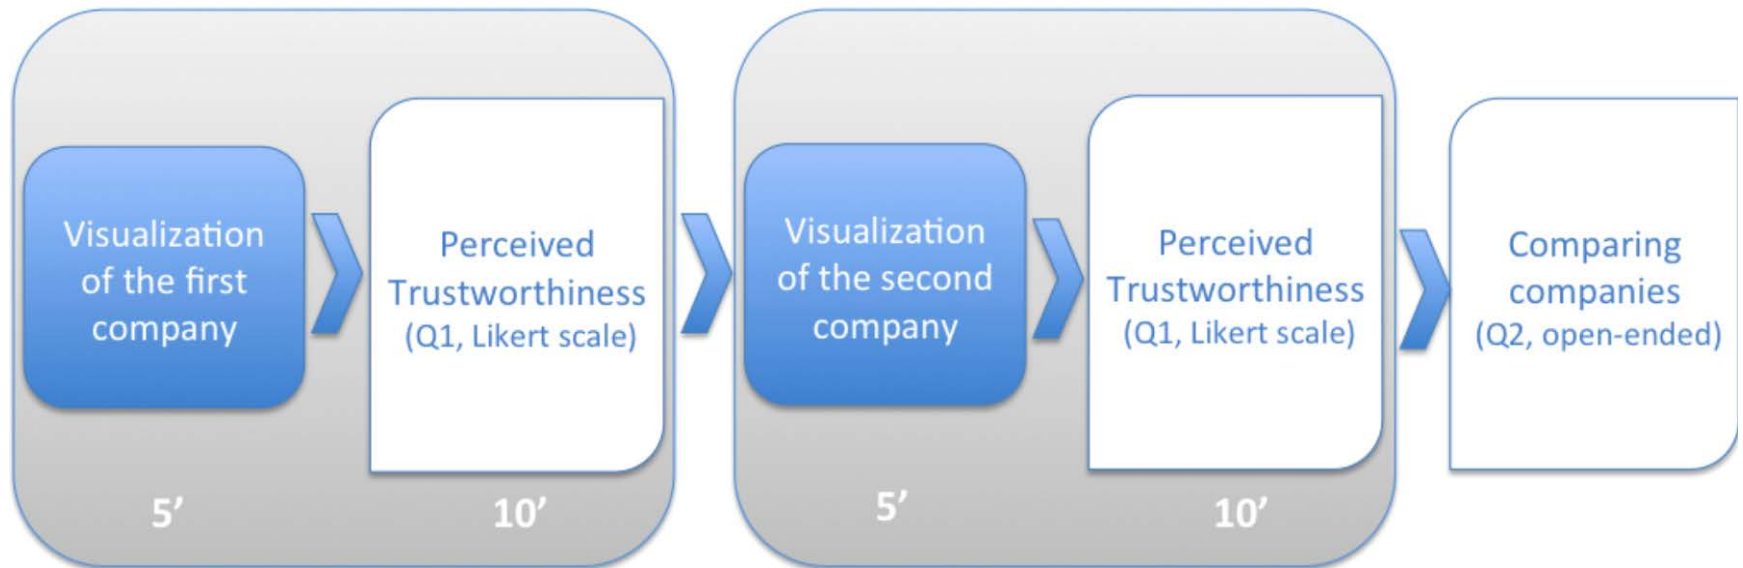 Visualization
of the first
company
Perceived
Trustworthiness
(Q1, Likert scale)
Visualization
of the second
company
Perceived
Trustworthiness
(Q1, Likert scale)
Comparing
companies
(Q2, open-ended)
5’
10’
5’
10’